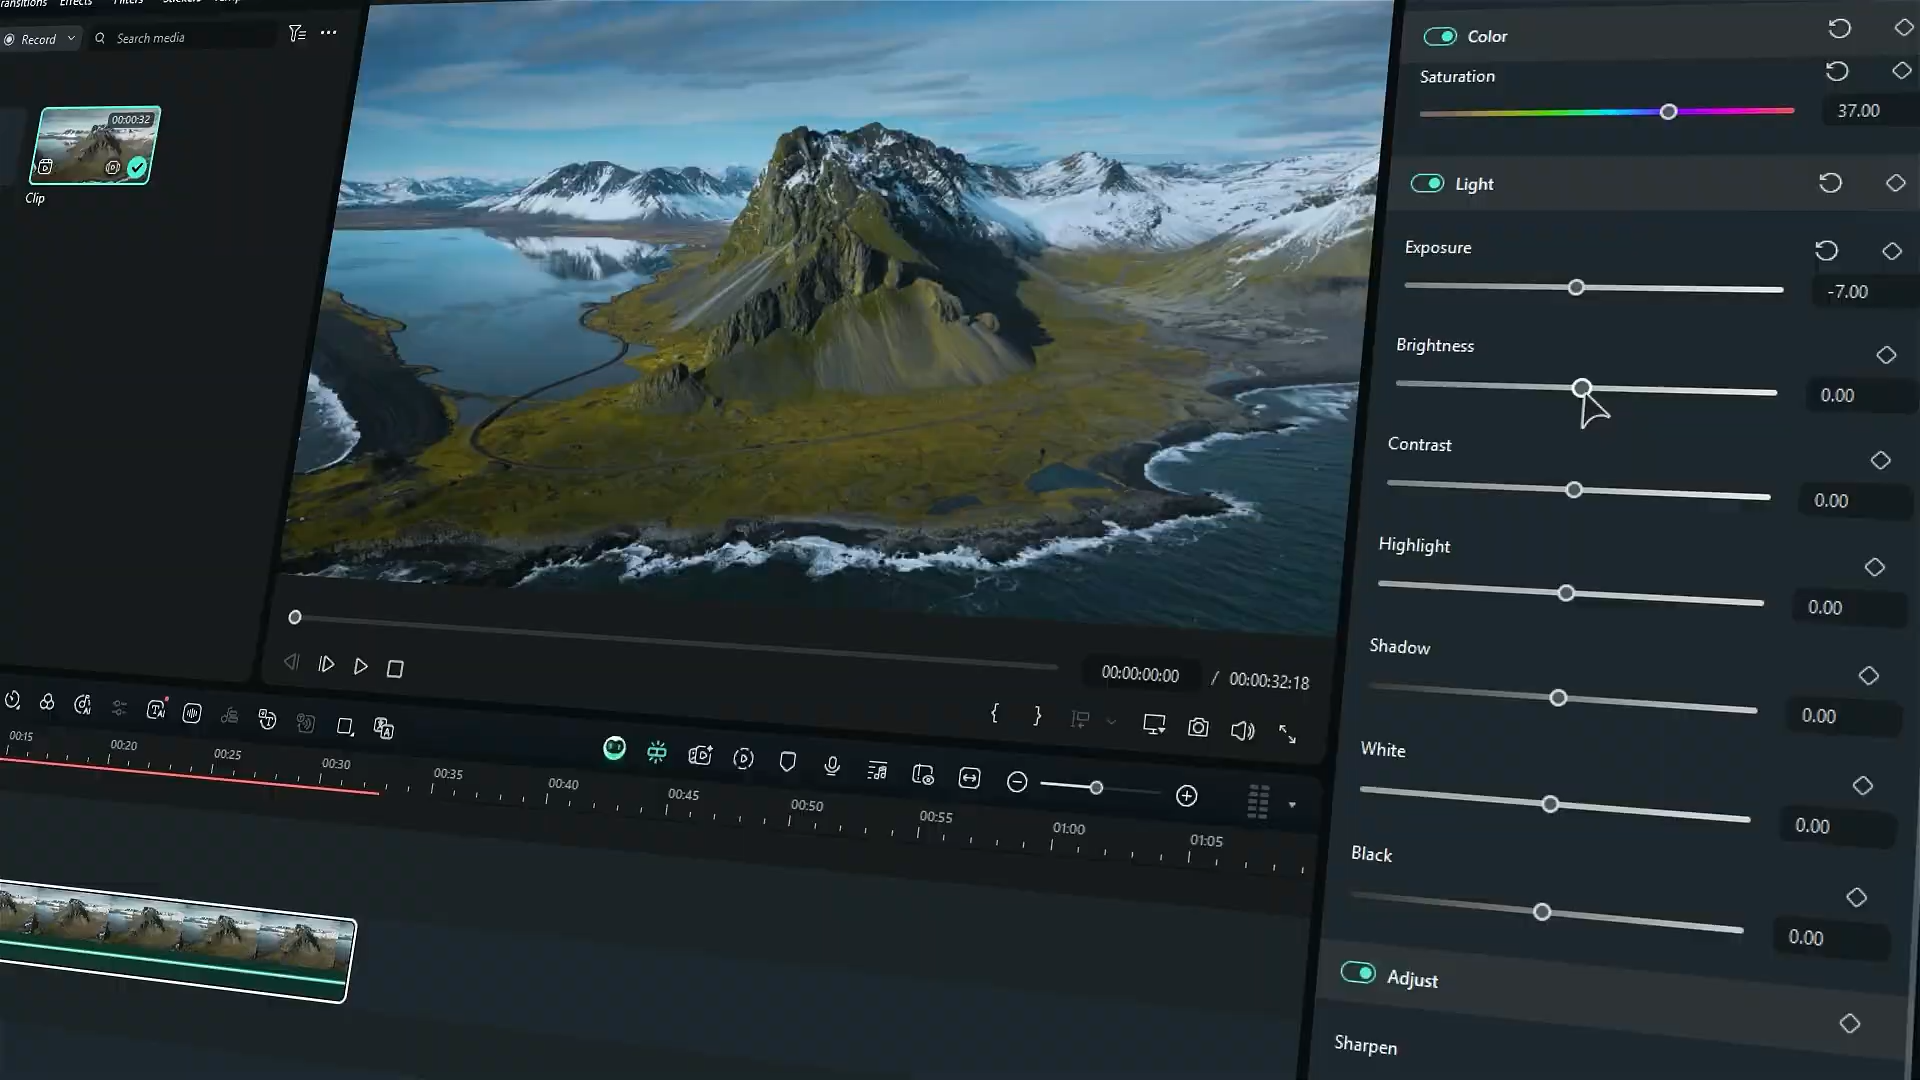 Effects
Record
Search media
00:00:32
Clip
00:00:00:00 / 00:00:32:18
00:15
00:20
00:25
00:30
00:35
00:40
00:45
00:50
00:55
01:00
01:05
Color
Saturation
37.00
Light
Exposure
-7.00
Brightness
0.00
Contrast
0.00
Highlight
0.00
Shadow
0.00
White
0.00
Black
0.00
Adjust
Sharpen